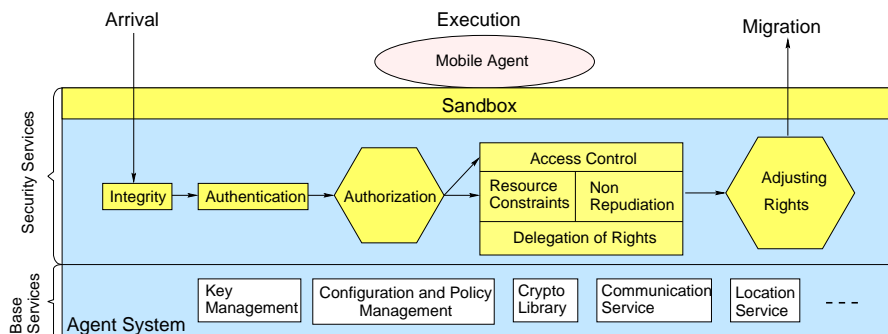 Arrival
Execution
Migration
Mobile Agent
Sandbox
Security Services
Integrity
Authentication
Authorization
Access Control
Resource
Constraints
Non
Repudiation
Delegation of Rights
Adjusting
Rights
Base
Services
Agent System
Key
Management
Configuration and Policy
Management
Crypto
Library
Communication
Service
Location
Service